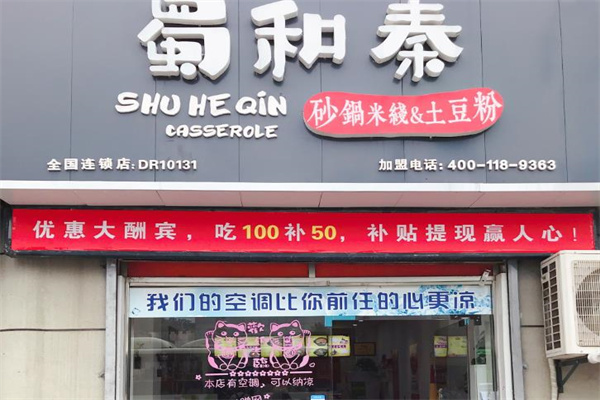 蜀和秦
SHU HE QIN
CASSEROLE
砂鍋米綫&土豆粉
全国连锁店:DR10131
加盟电话:400-118-9363
优惠大酬宾，吃100补50，补贴提现赢人心！
我们的空调比你前任的心更凉
本店有空调，可以纳凉